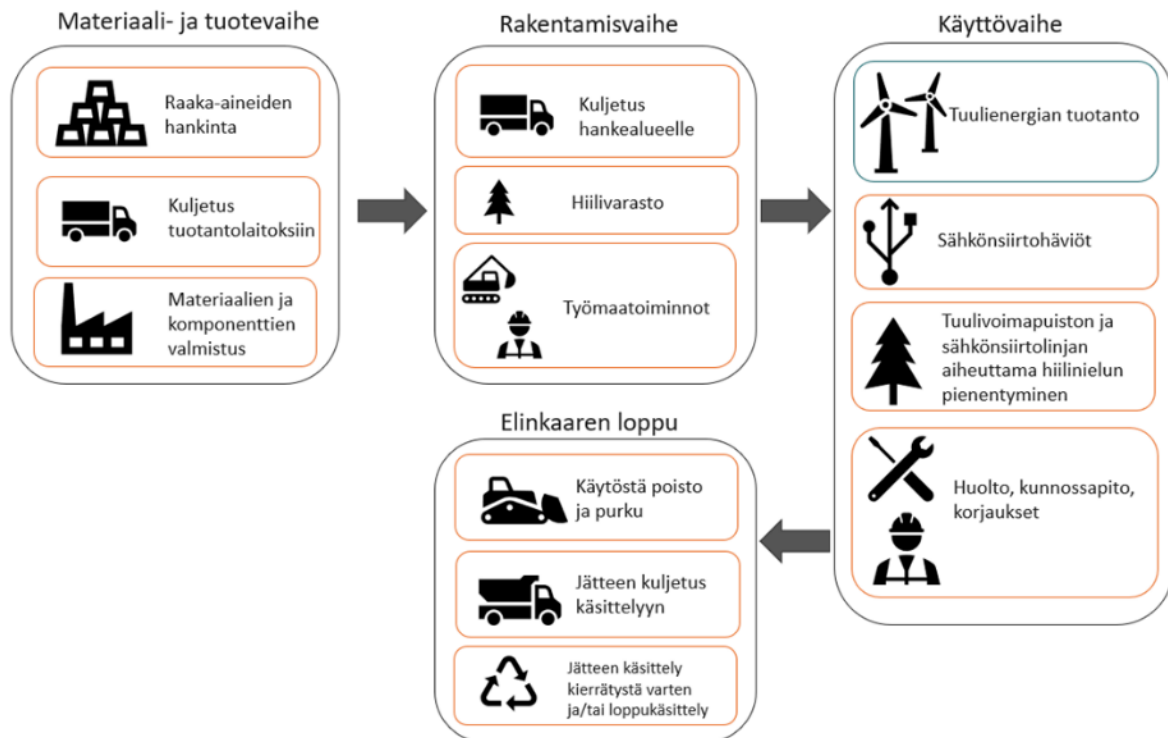 Materiaali- ja tuotevaihe
Raaka-aineiden
hankinta
Kuljetus
tuotantolaitoksiin
Materiaalien ja
komponenttien
valmistus
Rakentamisvaihe
Kuljetus
hankealueelle
Hiilivarasto
Työmaatoiminnot
Käyttövaihe
Tuulienergian tuotanto
Sähkönsiirtohäviöt
Tuulivoimapuiston ja
sähkönsiirtolinjan
aiheuttama hiilinielun
pienentyminen
Huolto, kunnossapito,
korjaukset
Elinkaaren loppu
Käytöstä poisto
ja purku
Jätteen kuljetus
käsittelyyn
Jätteen käsittely
kierrätystä varten
ja/tai loppukäsittely